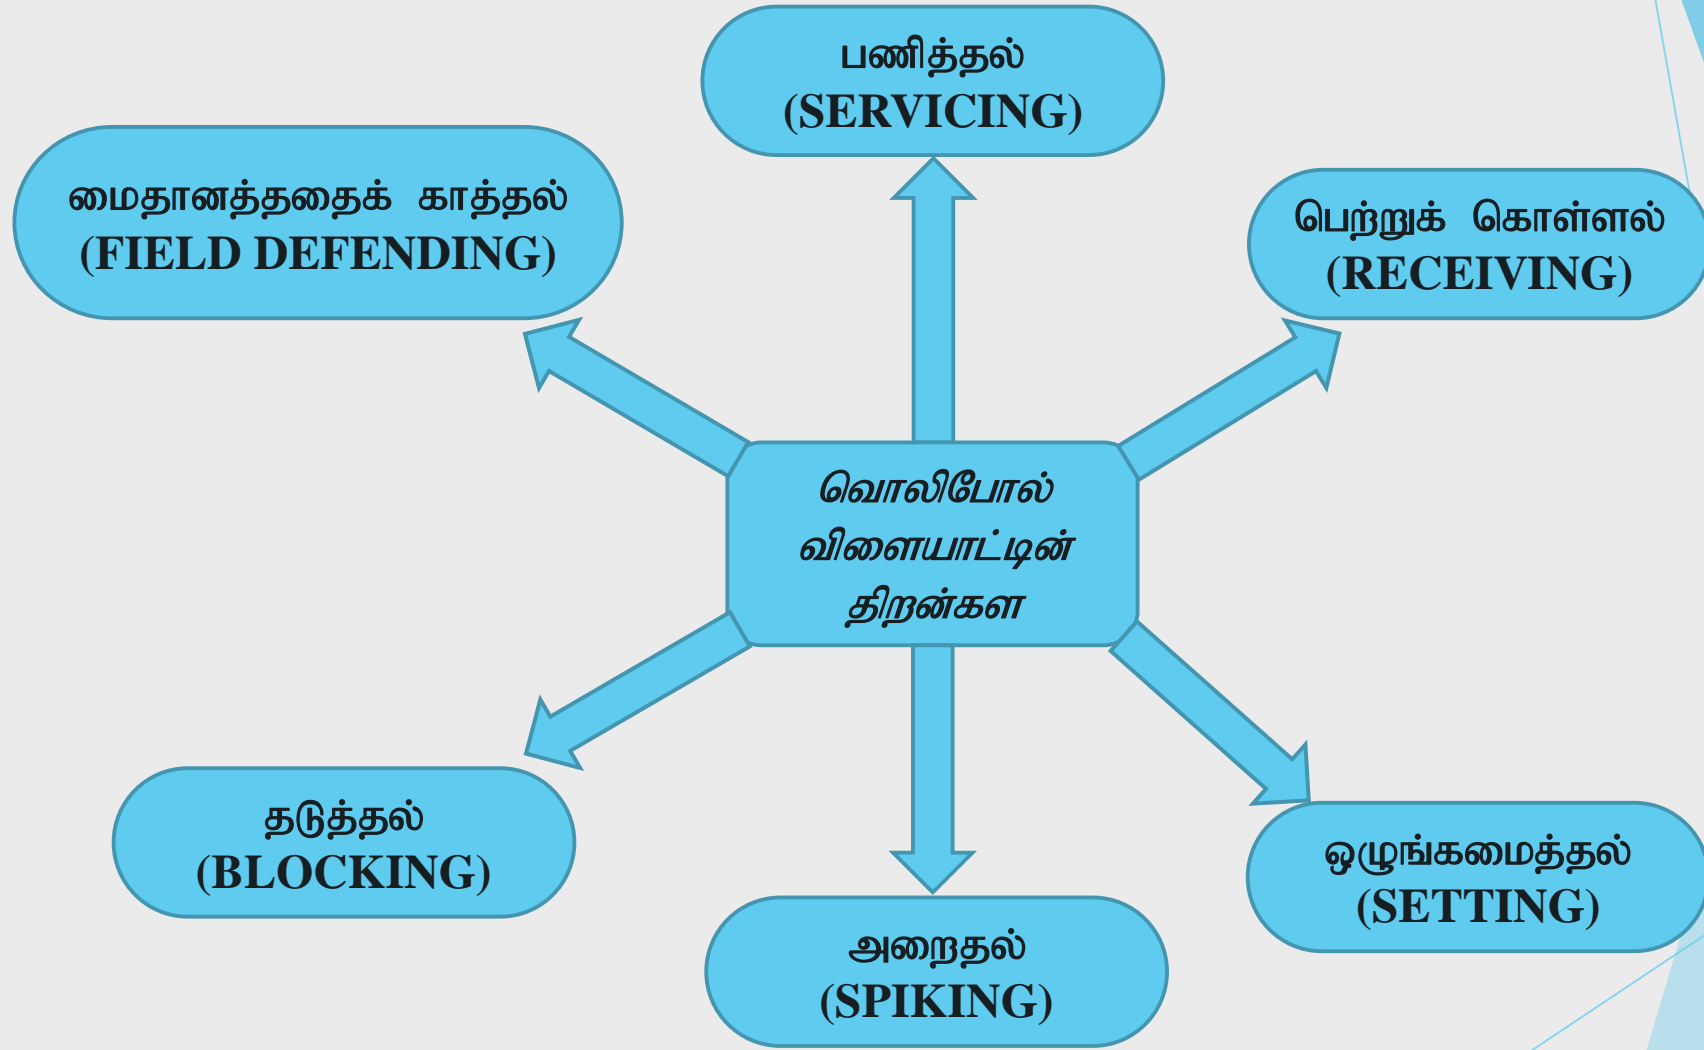 பணித்தல்
(SERVICING)
மைதானத்ததைக் காத்தல்
(FIELD DEFENDING)
பெற்றுக் கொள்ளல்
(RECEIVING)
வொலிபோல்
விளையாட்டின்
திறன்கள
தடுத்தல்
(BLOCKING)
ஒழுங்கமைத்தல்
(SETTING)
அறைதல்
(SPIKING)